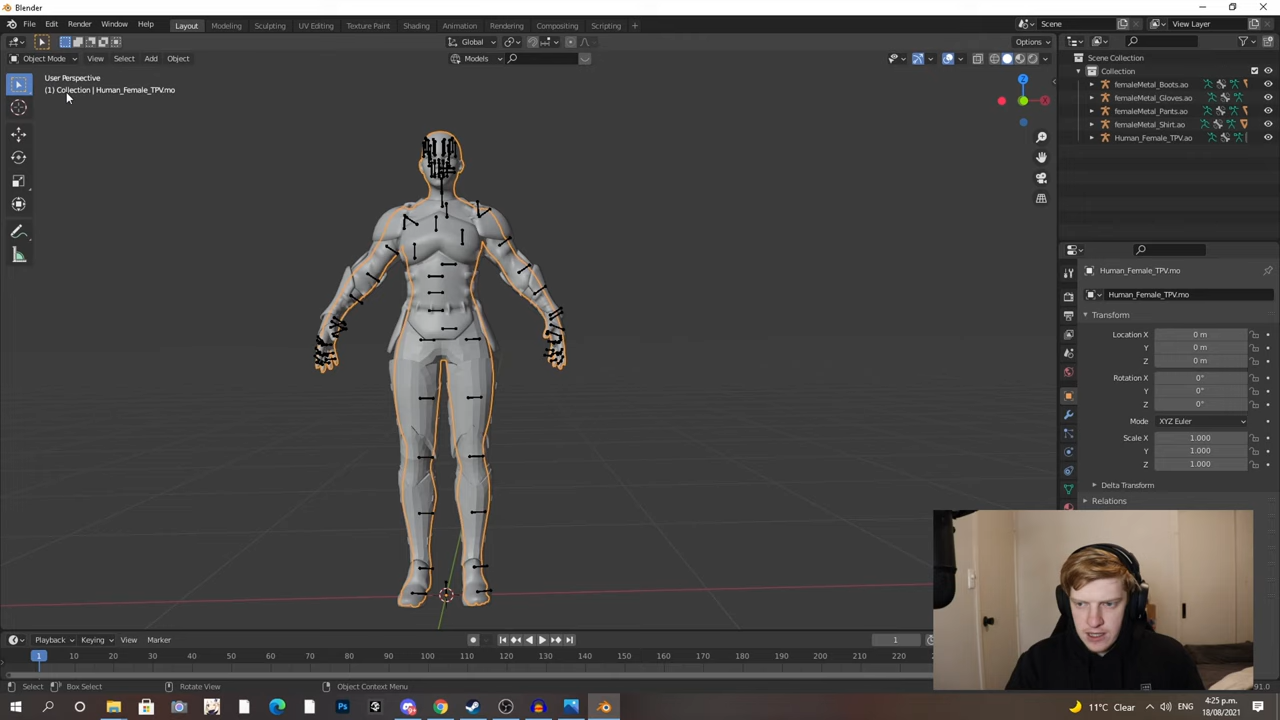 Blender
File Edit Render Window Help
Layout Modeling Sculpting UV Editing Texture Paint Shading Animation Rendering Compositing Scripting +
Scene
View Layer
Global
Options
Object Mode View Select Add Object
Models
User Perspective
(1) Collection | Human_Female_TPV.mo
Z
X
Scene Collection
Collection
femaleMetal_Boots.ao
femaleMetal_Gloves.ao
femaleMetal_Pants.ao
femaleMetal_Shirt.ao
Human_Female_TPV.ao
Human_Female_TPV.mo
Human_Female_TPV.mo
Transform
Location X 0 m
Y 0 m
Z 0 m
Rotation X 0°
Y 0°
Z 0°
Mode XYZ Euler
Scale X 1.000
Y 1.000
Z 1.000
Delta Transform
Relations
Playback Keying View Marker
1
1 10 20 30 40 50 60 70 80 90 100 110 120 130 140 150 160 170 180 190 200 210 220
Select Box Select Rotate View Object Context Menu
91.0
Ps
11°C Clear
ENG
4:25 p.m.
18/08/2021